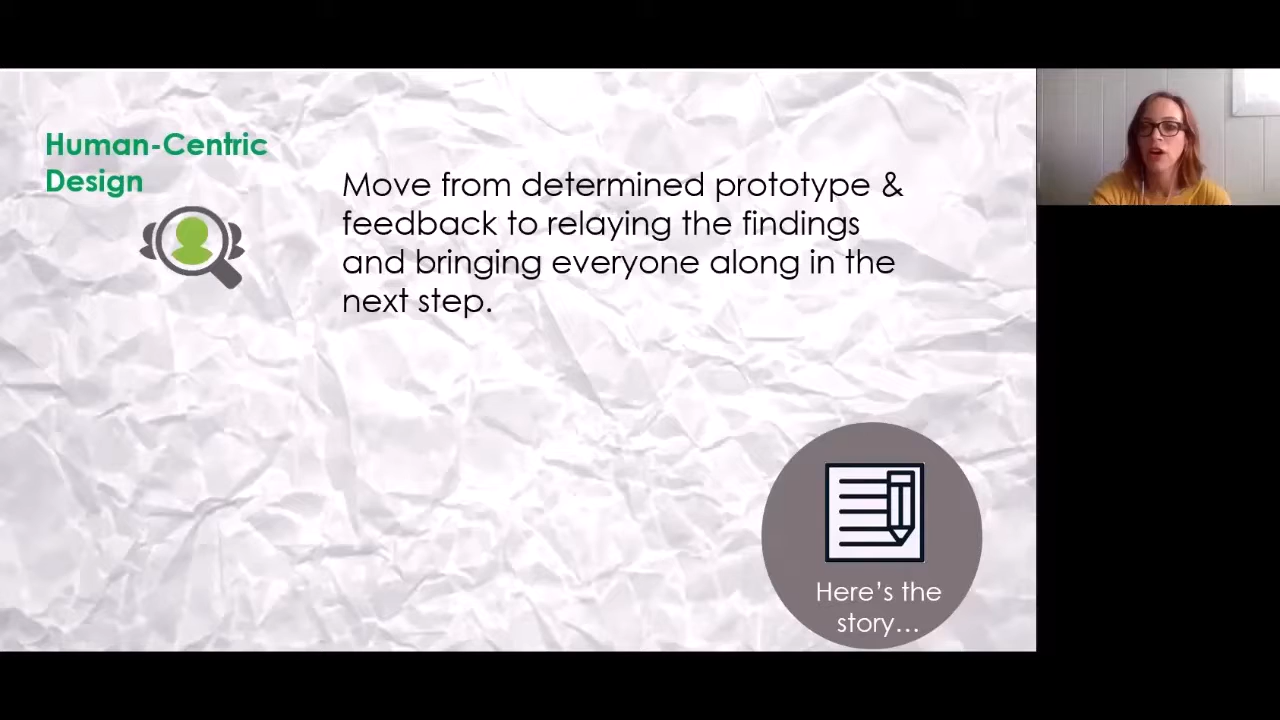 Human-Centric
Design
Move from determined prototype &
feedback to relaying the findings
and bringing everyone along in the
next step.
Here's the
story...